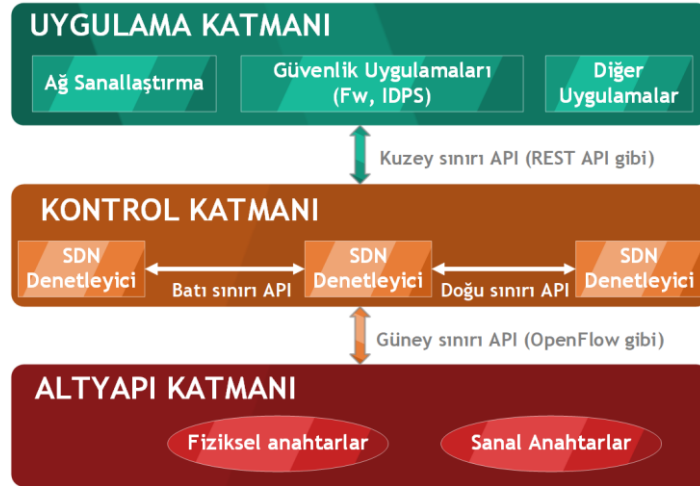 UYGULAMA KATMANI
Ağ Sanallaştırma
Güvenlik Uygulamaları
(Fw, IDPS)
Diğer
Uygulamalar
Kuzey sınırı API (REST API gibi)
KONTROL KATMANI
SDN
Denetleyici
Batı sınırı API
SDN
Denetleyici
Doğu sınırı API
SDN
Denetleyici
Güney sınırı API (OpenFlow gibi)
ALTYAPI KATMANI
Fiziksel anahtarlar
Sanal Anahtarlar